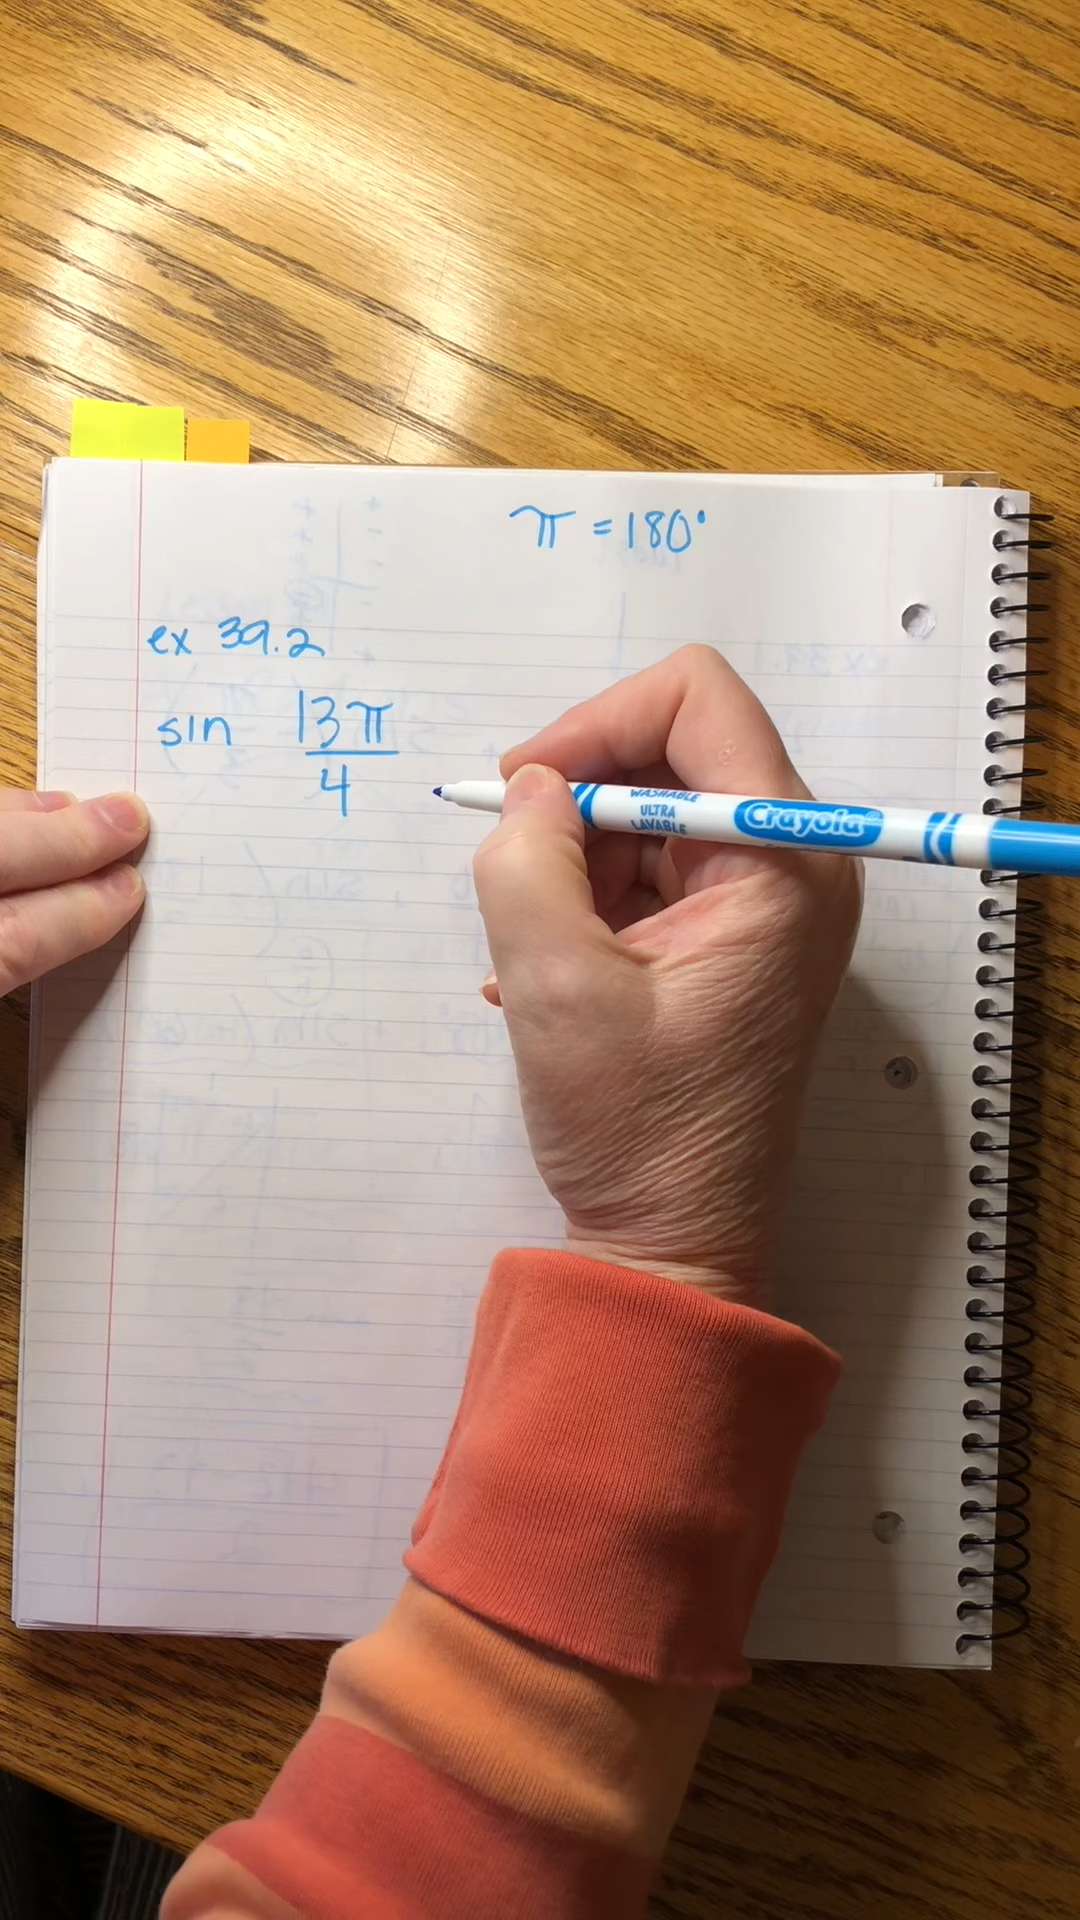 π = 180°
ex 39.2
sin 13π
4
WASHABLE
ULTRA
LAVABLE
Crayola®